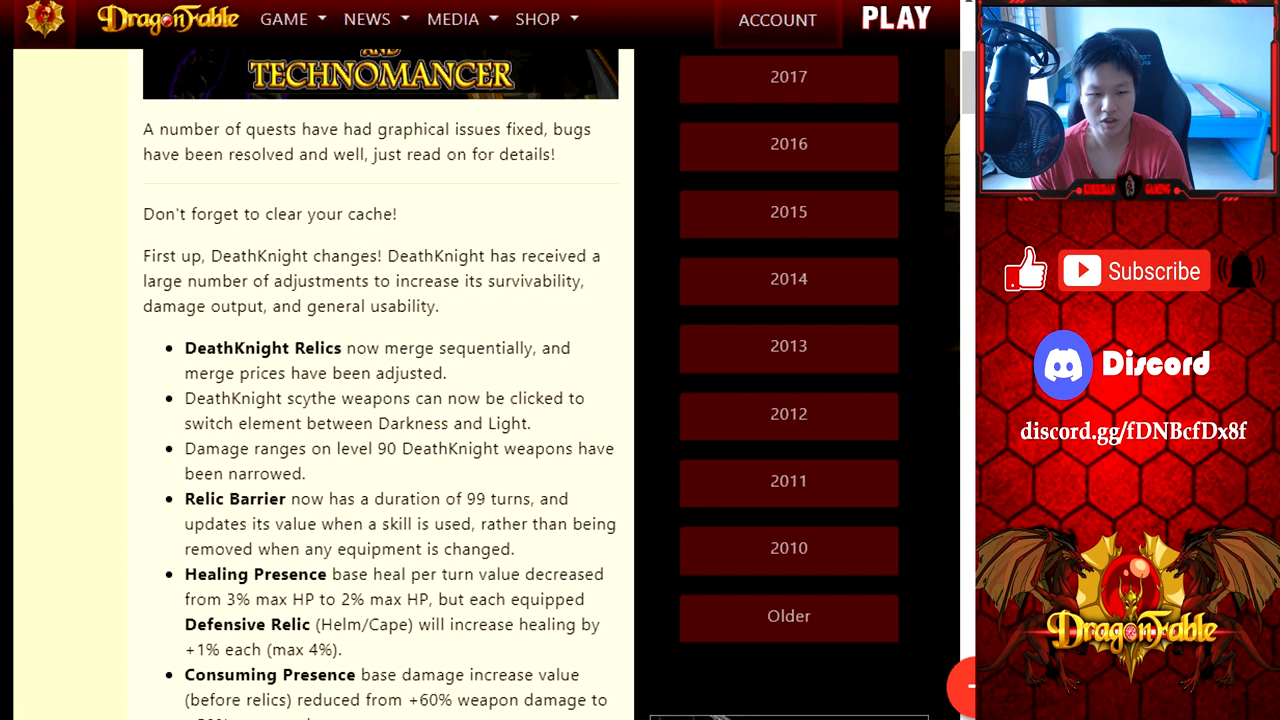 DragonFable
GAME
NEWS
MEDIA
SHOP
ACCOUNT
PLAY
AND
TECHNOMANCER
A number of quests have had graphical issues fixed, bugs
have been resolved and well, just read on for details!
Don't forget to clear your cache!
First up, DeathKnight changes! DeathKnight has received a
large number of adjustments to increase its survivability,
damage output, and general usability.
DeathKnight Relics now merge sequentially, and
merge prices have been adjusted.
DeathKnight scythe weapons can now be clicked to
switch element between Darkness and Light.
Damage ranges on level 90 DeathKnight weapons have
been narrowed.
Relic Barrier now has a duration of 99 turns, and
updates its value when a skill is used, rather than being
removed when any equipment is changed.
Healing Presence base heal per turn value decreased
from 3% max HP to 2% max HP, but each equipped
Defensive Relic (Helm/Cape) will increase healing by
+1% each (max 4%).
Consuming Presence base damage increase value
(before relics) reduced from +60% weapon damage to
2017
2016
2015
2014
2013
2012
2011
2010
Older
GAMING
Subscribe
Discord
discord.gg/fDNBcfDx8f
DragonFable